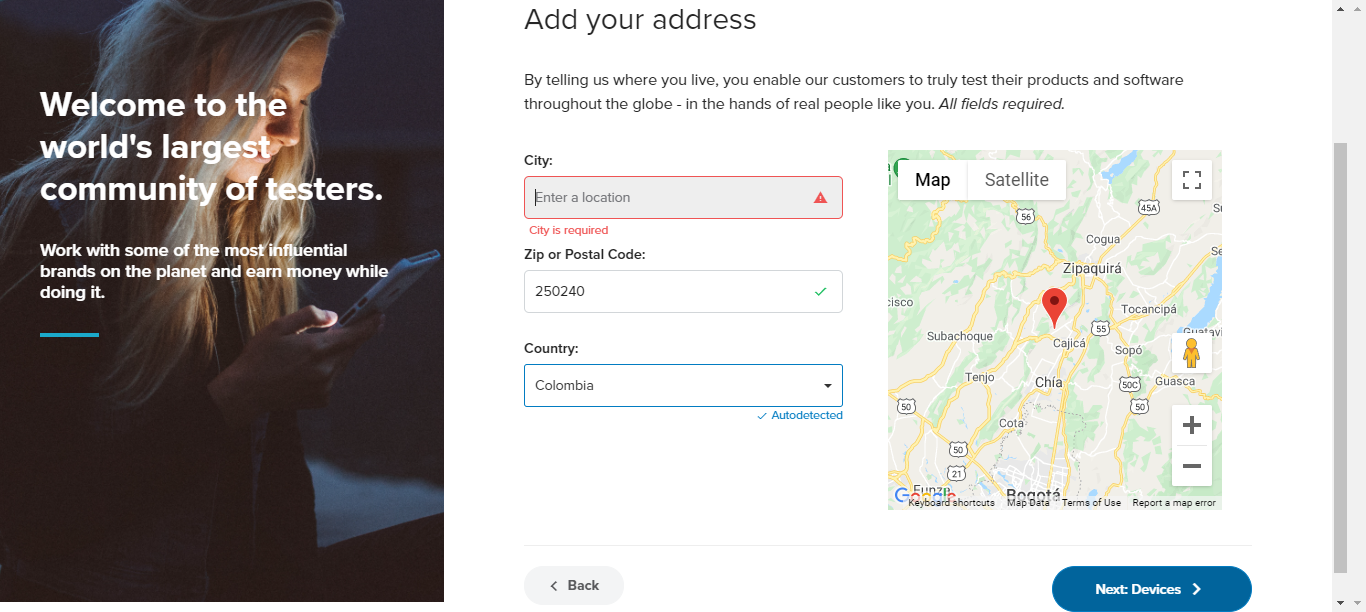 Welcome to the
world's largest
community of testers.
Work with some of the most influential
brands on the planet and earn money while
doing it.
Add your address
By telling us where you live, you enable our customers to truly test their products and software
throughout the globe - in the hands of real people like you. All fields required.
City:
Enter a location
City is required
Zip or Postal Code:
250240
Country:
Colombia
Autodetected
Map
Satellite
45A
56
Cogua
Zipaquirá
Tocancipá
55
Subachoque
Cajicá
Sopó
Tenjo
Chía
50C
Guasca
50
50
Cota
50
21
Bogotá
Google
Keyboard shortcuts
Map Data
Terms of Use
Report a map error
Back
Next: Devices